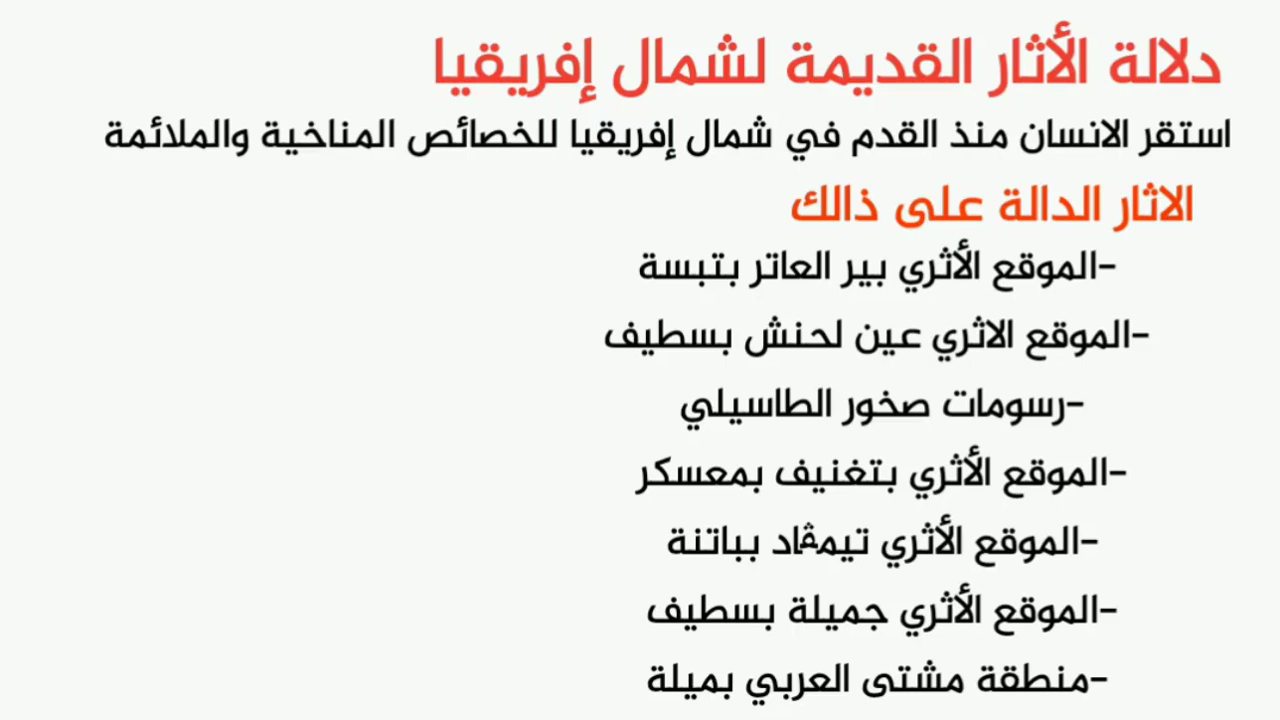 دلالة الأثار القديمة لشمال إفريقيا
استقر الانسان منذ القدم في شمال إفريقيا للخصائص المناخية والملائمة
الاثار الدالة على ذالك
-الموقع الأثري بير العاتر بتبسة
-الموقع الاثري عين لحنش بسطيف
-رسومات صخور الطاسيلي
-الموقع الأثري بتغنيف بمعسكر
-الموقع الأثري تيمڤاد بباتنة
-الموقع الأثري جميلة بسطيف
-منطقة مشتى العربي بميلة